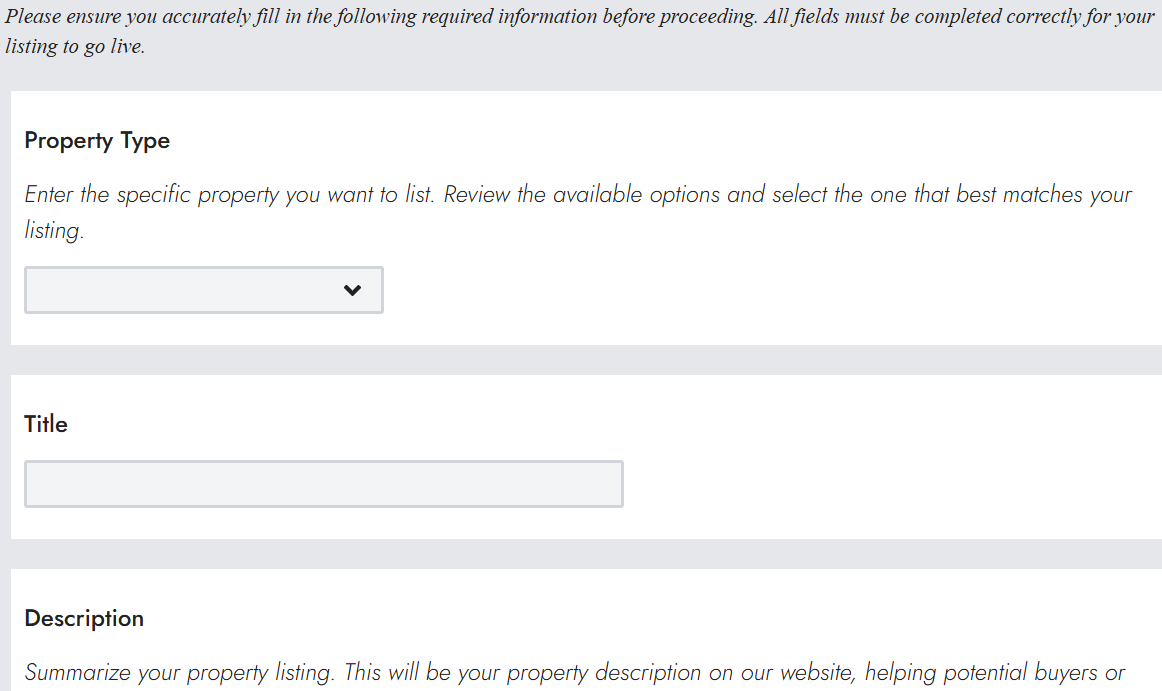 Please ensure you accurately fill in the following required information before proceeding. All fields must be completed correctly for your
listing to go live.
Property Type
Enter the specific property you want to list. Review the available options and select the one that best matches your
listing.
Title
Description
Summarize your property listing. This will be your property description on our website, helping potential buyers or